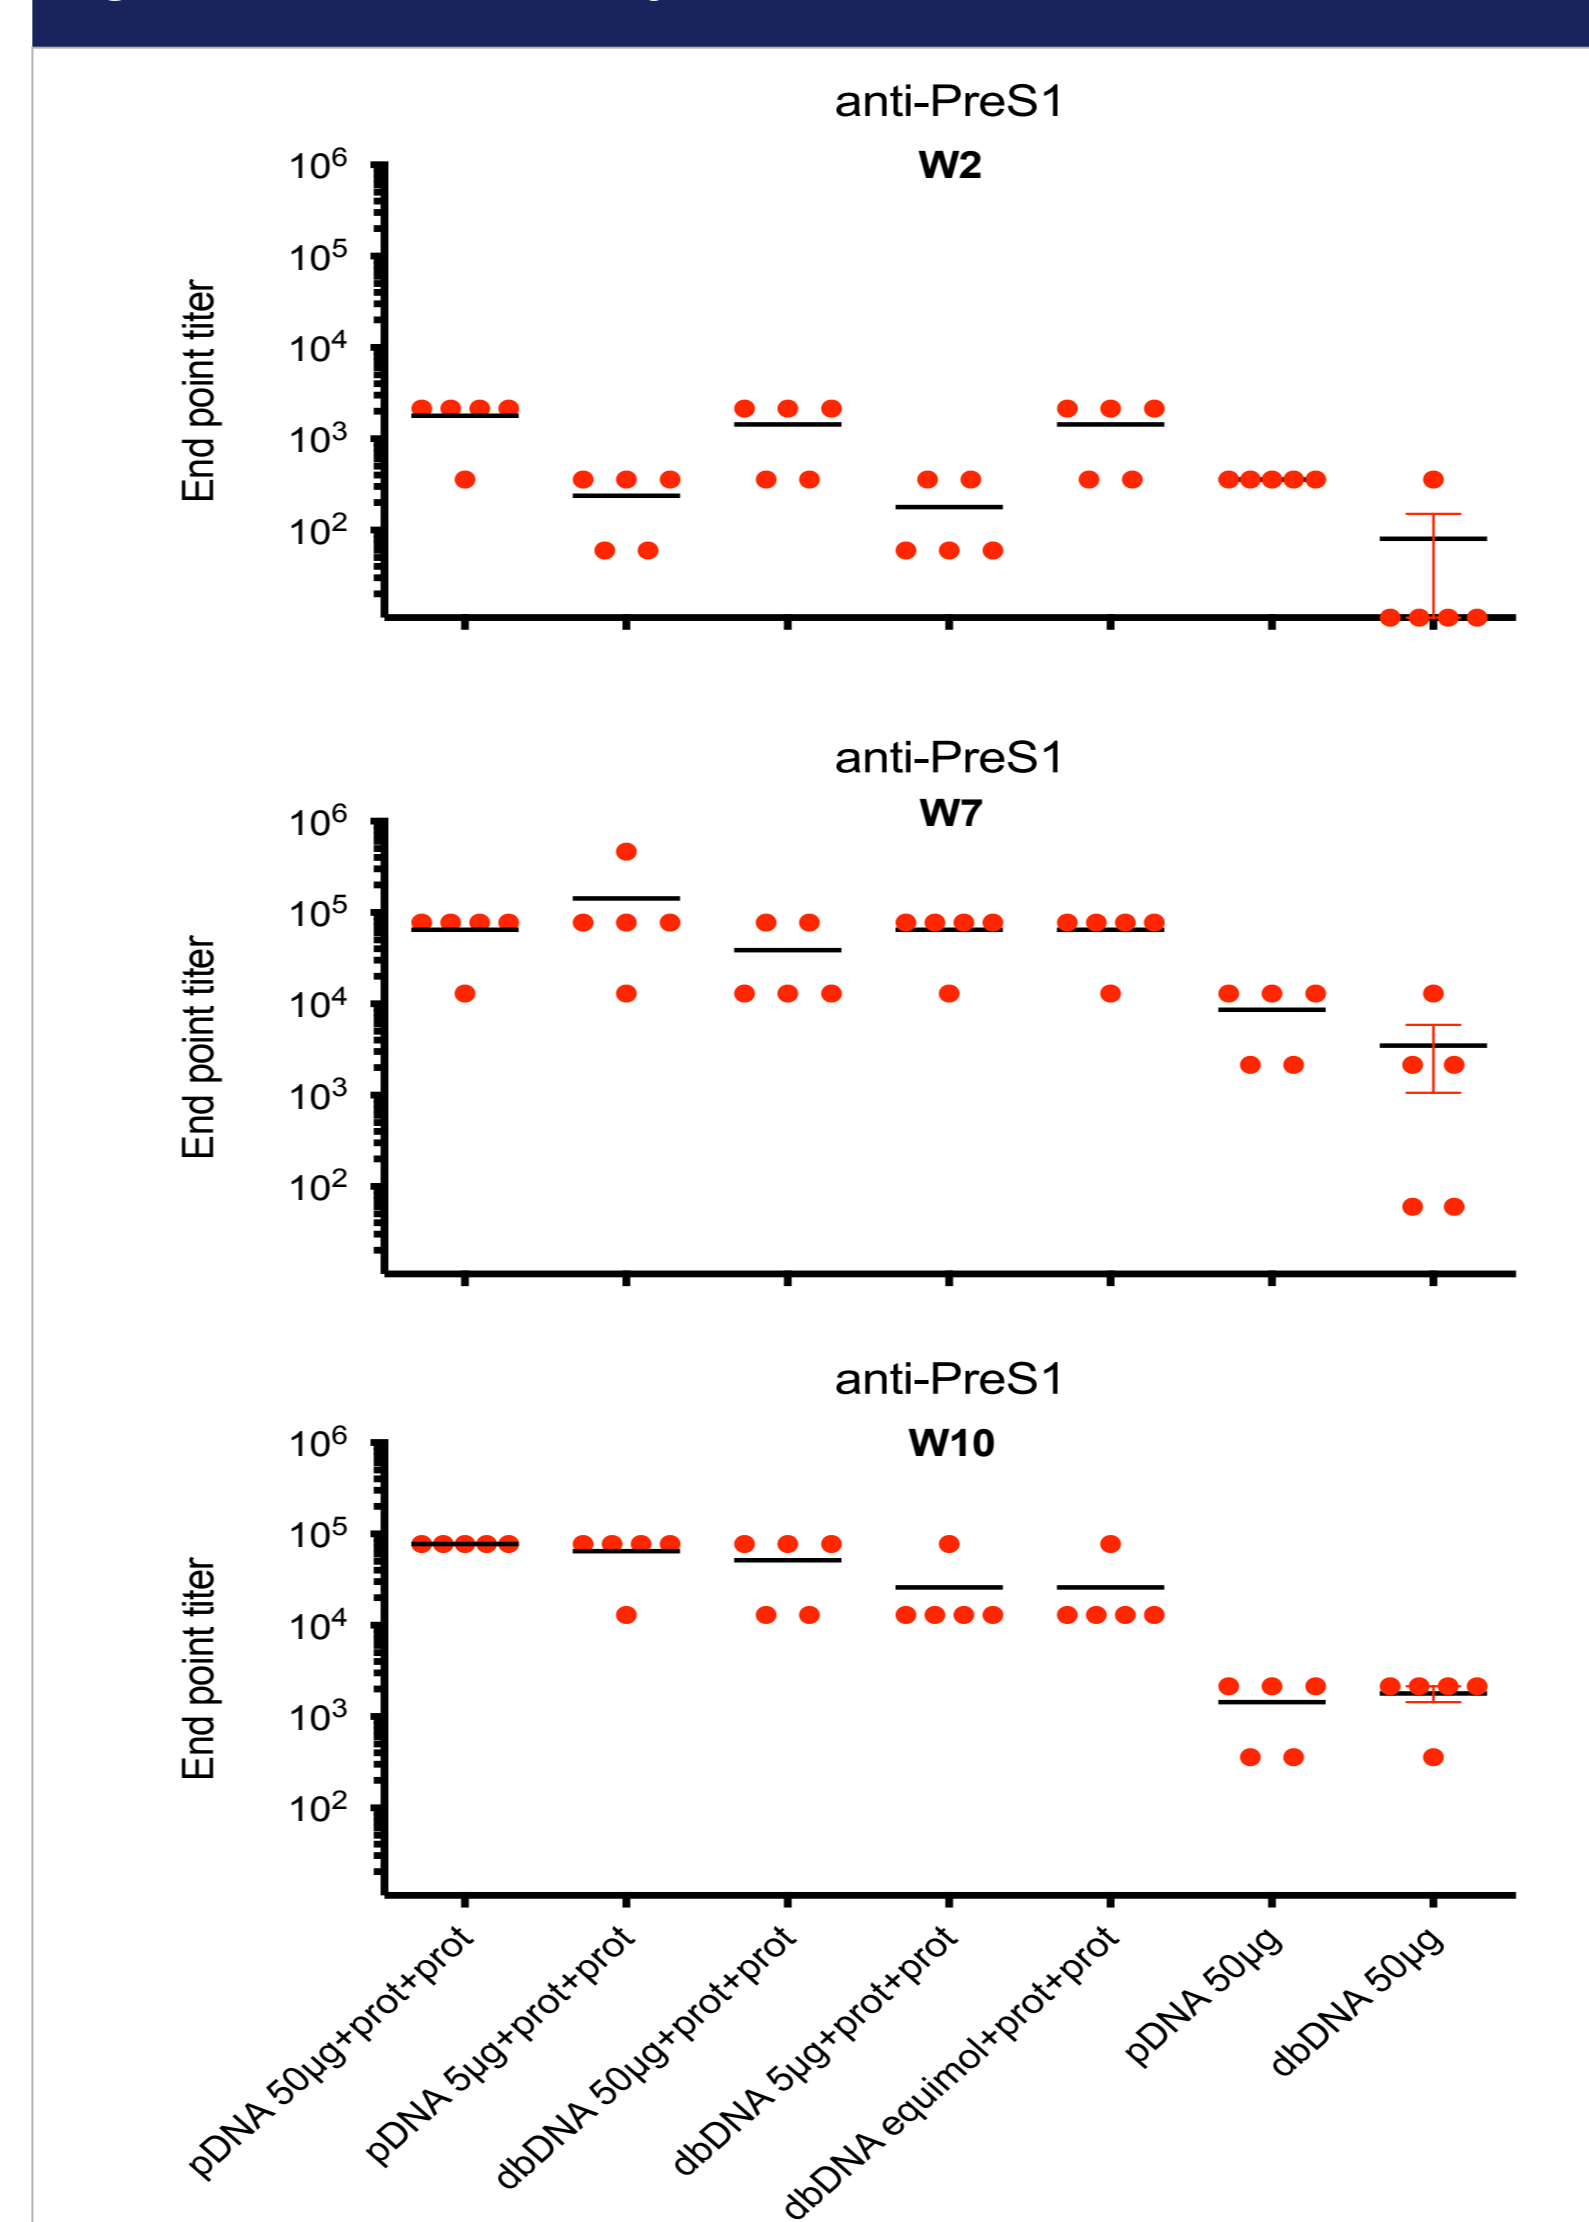 anti-PreS1
W2
10⁶
10⁵
10⁴
10³
10²
End point titer
anti-PreS1
W7
10⁶
10⁵
10⁴
10³
10²
End point titer
anti-PreS1
W10
10⁶
10⁵
10⁴
10³
10²
End point titer
pDNA 50µg+prot+prot
pDNA 5µg+prot+prot
dbDNA 50µg+prot+prot
dbDNA 5µg+prot+prot
dbDNA equimol+prot+prot
pDNA 50µg
dbDNA 50µg